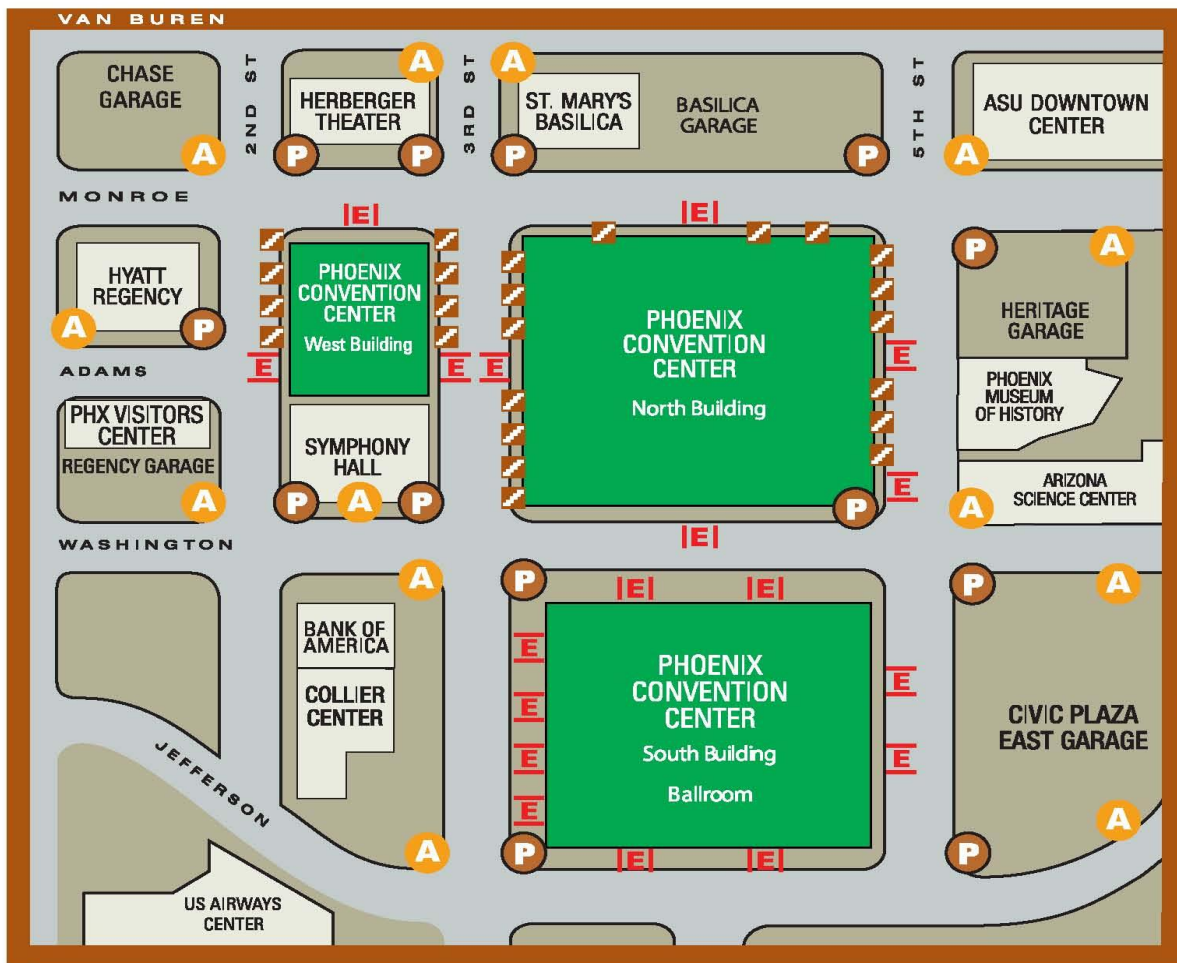 VAN BUREN
CHASE
GARAGE
2ND ST
A
HERBERGER
THEATER
A
P
P
3RD ST
A
ST. MARY'S
BASILICA
BASILICA
GARAGE
P
P
5TH ST
ASU DOWNTOWN
CENTER
A
MONROE
E
E
HYATT
REGENCY
A
P
PHOENIX
CONVENTION
CENTER
West Building
E
E
E
PHOENIX
CONVENTION
CENTER
North Building
E
E
P
P
A
HERITAGE
GARAGE
ADAMS
PHX VISITORS
CENTER
REGENCY GARAGE
A
SYMPHONY
HALL
P
A
P
PHOENIX
MUSEUM
OF HISTORY
ARIZONA
SCIENCE CENTER
A
WASHINGTON
E
A
BANK OF
AMERICA
COLLIER
CENTER
A
P
E
E
E
E
E
E
PHOENIX
CONVENTION
CENTER
South Building
Ballroom
E
E
P
E
E
P
A
CIVIC PLAZA
EAST GARAGE
A
P
JEFFERSON
US AIRWAYS
CENTER